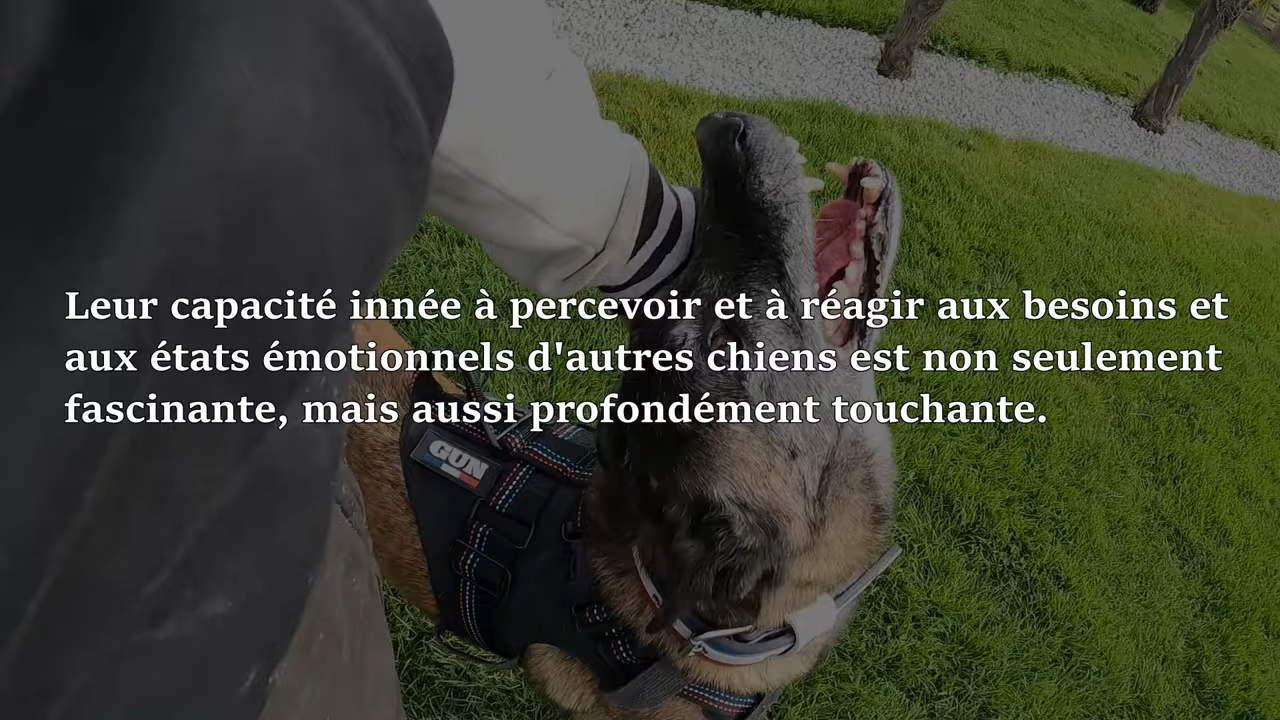 Leur capacité innée à percevoir et à réagir aux besoins et
aux états émotionnels d'autres chiens est non seulement
fascinante, mais aussi profondément touchante.
GUN